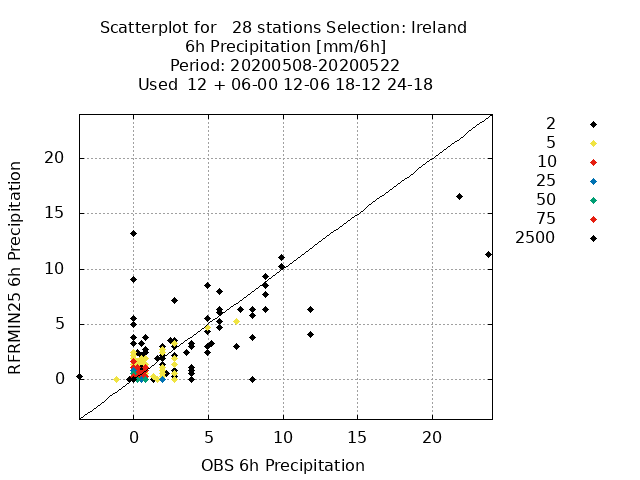 Scatterplot for   28 stations Selection: Ireland
6h Precipitation [mm/6h]
Period: 20200508-20200522
Used  12 + 06-00 12-06 18-12 24-18
2
5
10
25
50
75
2500
RFRMIN25 6h Precipitation
20
15
10
5
0
0
5
10
15
20
OBS 6h Precipitation